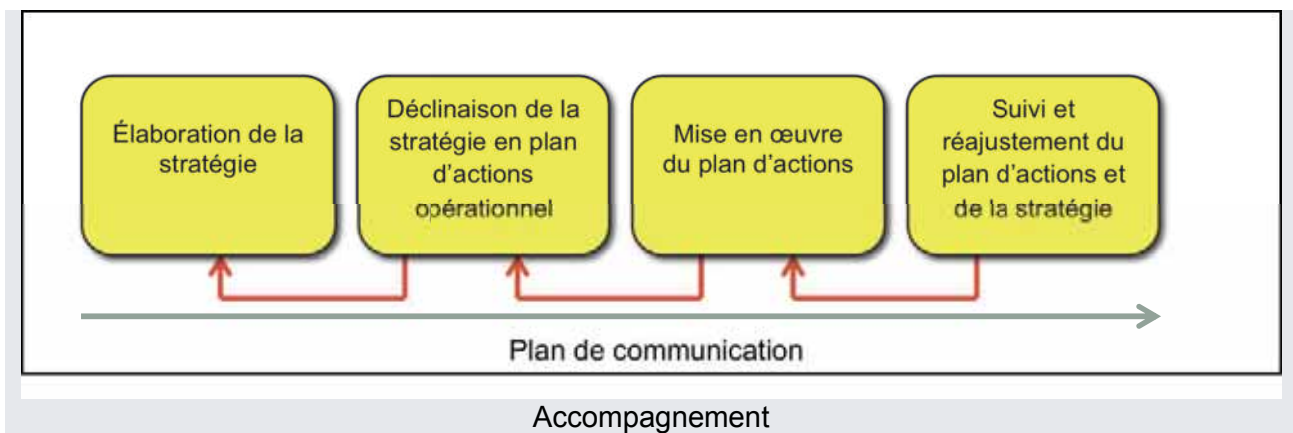 Élaboration de la
stratégie
Déclinaison de la
stratégie en plan
d'actions
opérationnel
Mise en œuvre
du plan d'actions
Suivi et
réajustement du
plan d'actions et
de la stratégie
Plan de communication
Accompagnement